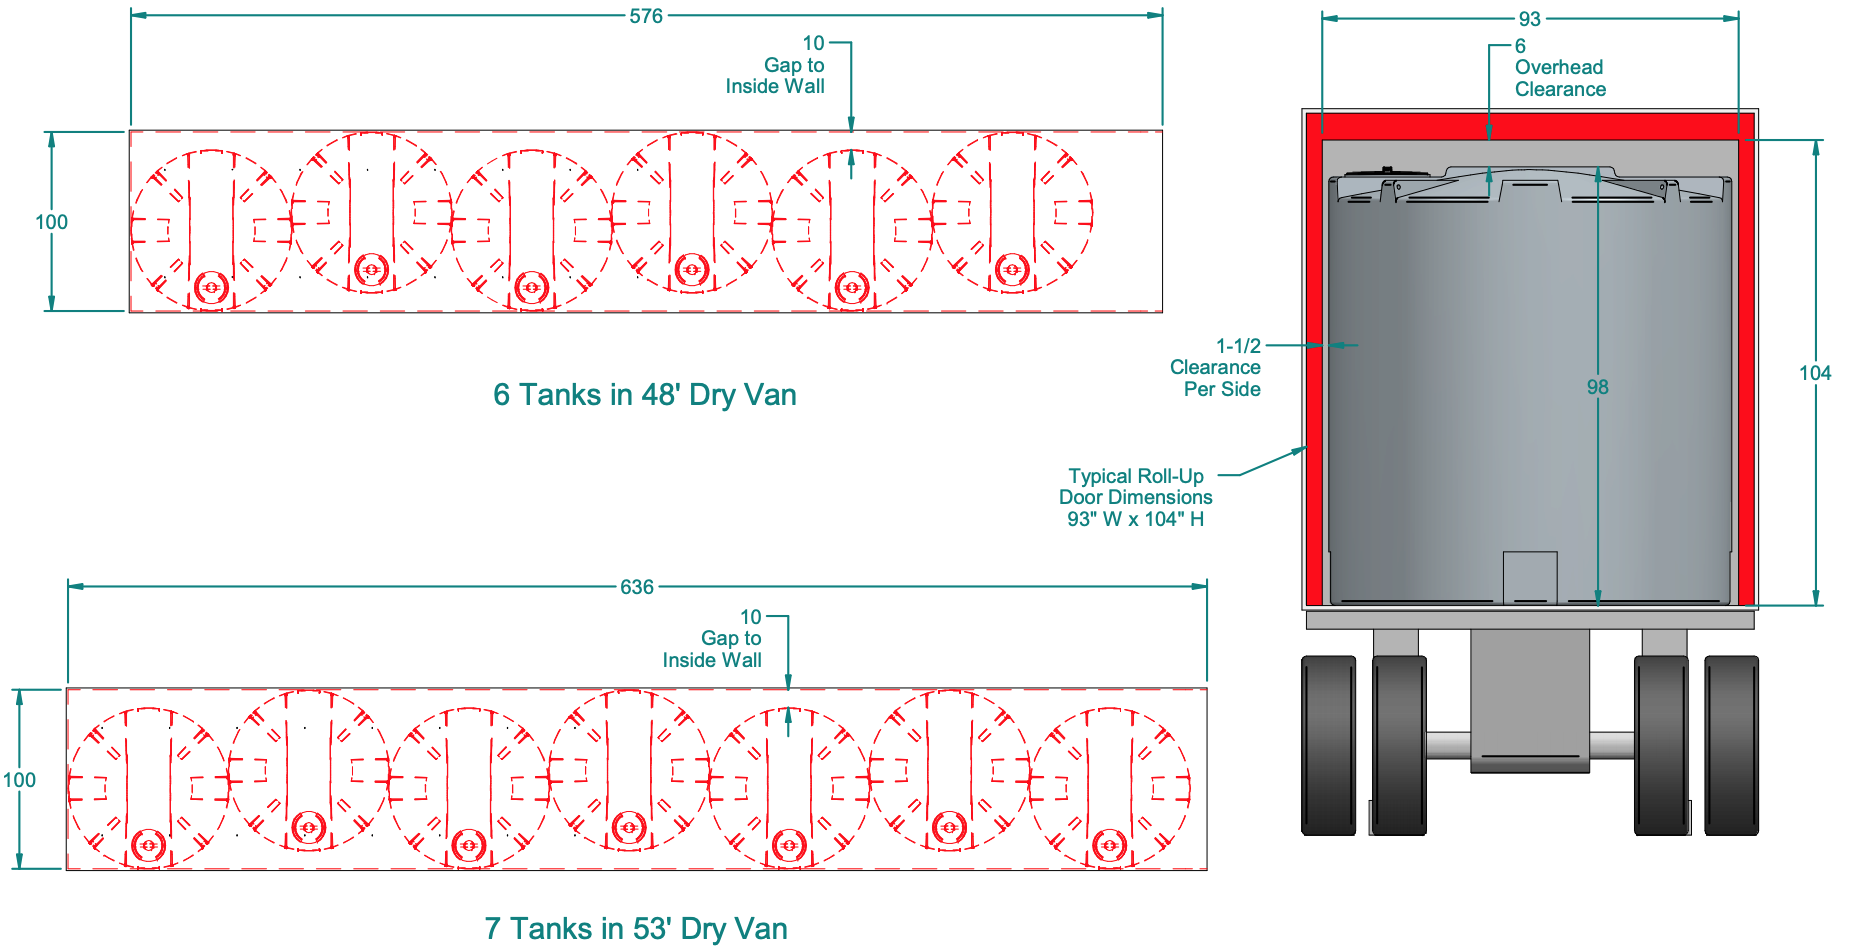 576
10
Gap to
Inside Wall
100
6 Tanks in 48' Dry Van
93
6
Overhead
Clearance
1-1/2
Clearance
Per Side
98
104
Typical Roll-Up
Door Dimensions
93" W x 104" H
636
10
Gap to
Inside Wall
100
7 Tanks in 53' Dry Van